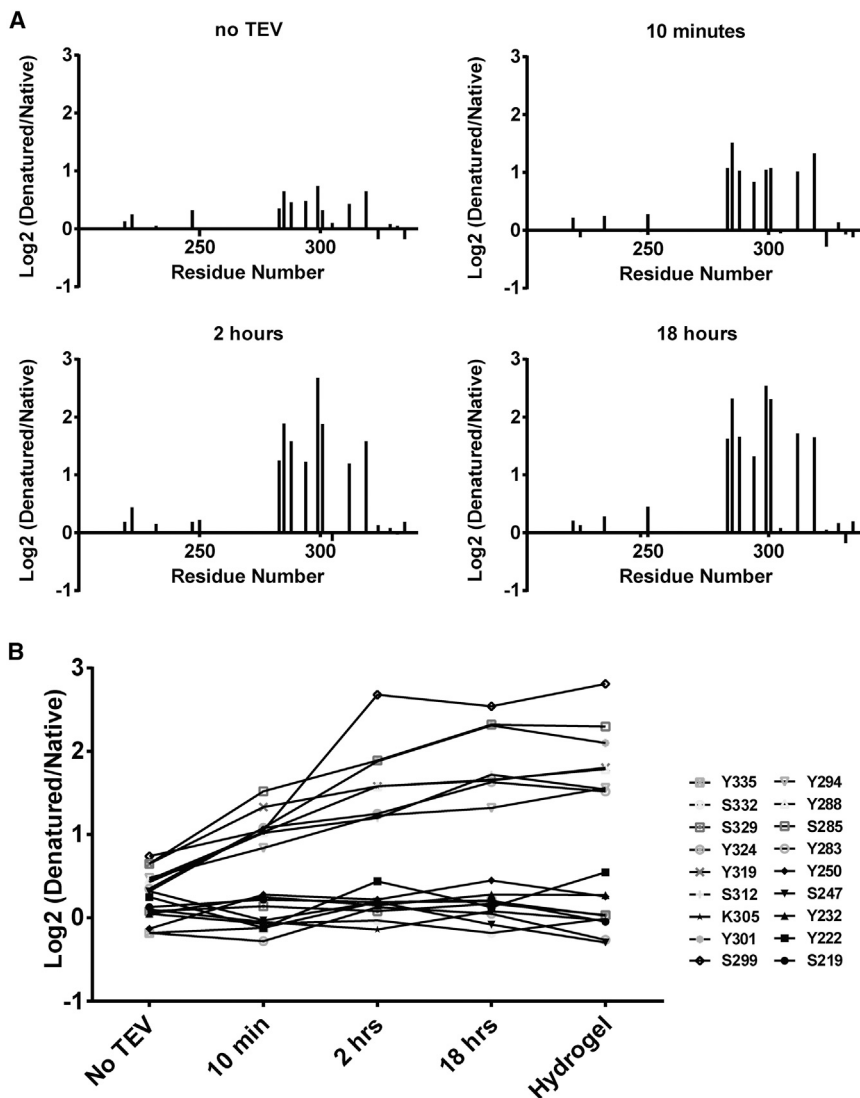 A
no TEV
3
2
1
0
-1
250
300
Log2 (Denatured/Native)
Residue Number
10 minutes
3
2
1
0
-1
250
300
Log2 (Denatured/Native)
Residue Number
2 hours
3
2
1
0
-1
250
300
Log2 (Denatured/Native)
Residue Number
18 hours
3
2
1
0
-1
250
300
Log2 (Denatured/Native)
Residue Number
B
3
2
1
0
-1
Log2 (Denatured/Native)
No TEV
10 min
2 hrs
18 hrs
Hydrogel
Y335 Y294
S332 Y288
S329 S285
Y324 Y283
Y319 Y250
S312 S247
K305 Y232
Y301 Y222
S299 S219